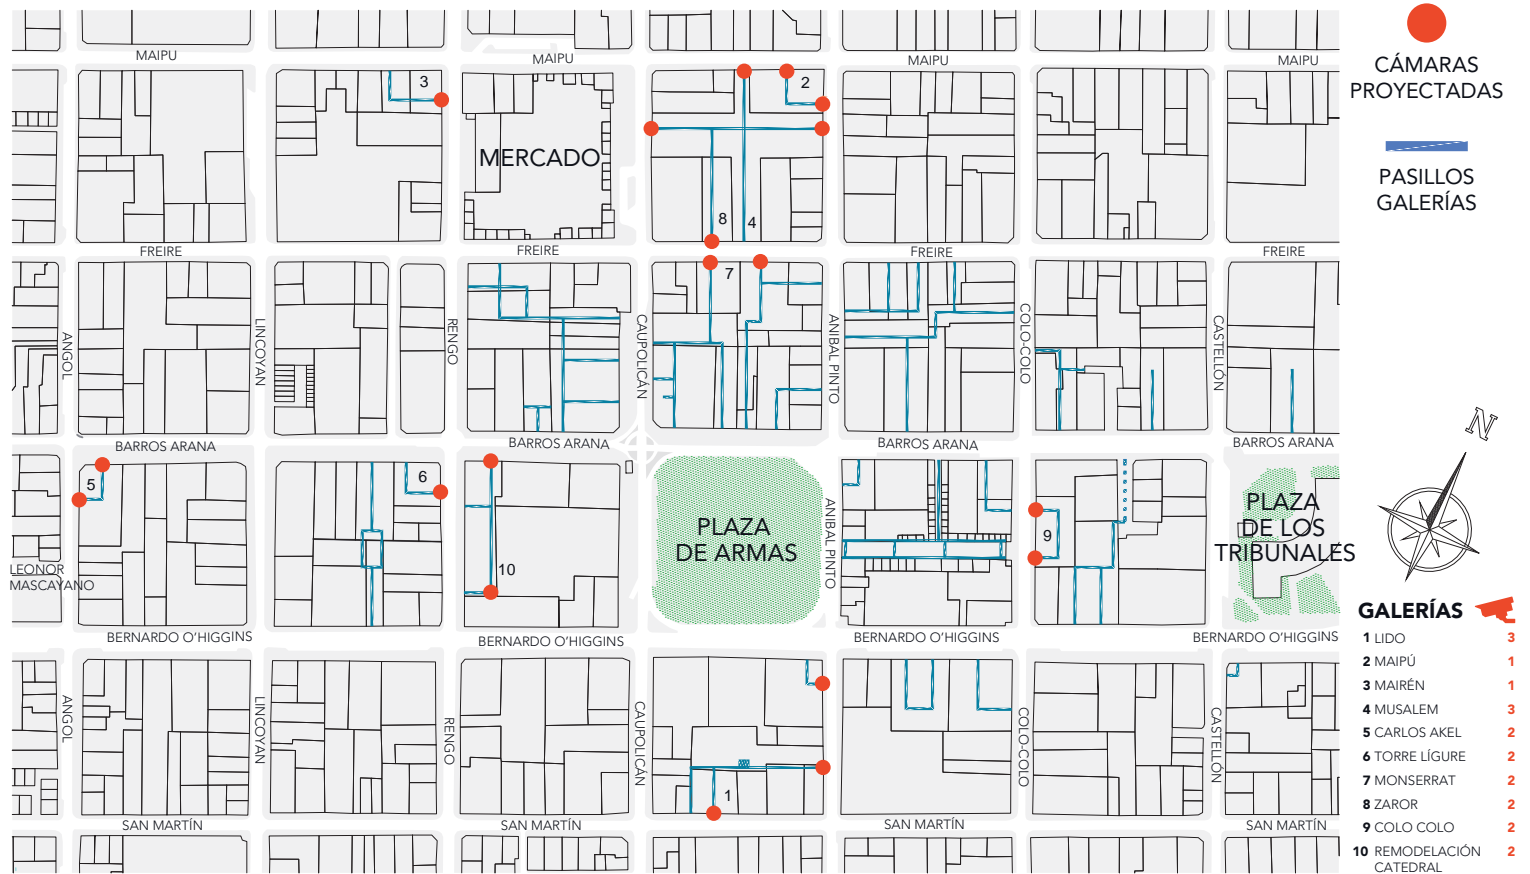 MAIPU
MAIPU
MAIPU
MAIPU
CÁMARAS
PROYECTADAS
PASILLOS
GALERÍAS
3
2
MERCADO
8
4
FREIRE
FREIRE
FREIRE
FREIRE
7
ANGOL
LINCOYAN
RENGO
CAUPOLICÁN
ANIBAL PINTO
COLO-COLO
CASTELLÓN
BARROS ARANA
BARROS ARANA
BARROS ARANA
BARROS ARANA
N
5
6
10
PLAZA
DE ARMAS
ANIBAL PINTO
9
PLAZA
DE LOS
TRIBUNALES
LEONOR
MASCAYANO
BERNARDO O'HIGGINS
BERNARDO O'HIGGINS
BERNARDO O'HIGGINS
BERNARDO O'HIGGINS
ANGOL
LINCOYAN
RENGO
CAUPOLICÁN
COLO-COLO
CASTELLÓN
1
SAN MARTÍN
SAN MARTÍN
SAN MARTÍN
SAN MARTÍN
GALERÍAS
1 LIDO 3
2 MAIPÚ 1
3 MAIRÉN 1
4 MUSALEM 3
5 CARLOS AKEL 2
6 TORRE LÍGURE 2
7 MONSERRAT 2
8 ZAROR 2
9 COLO COLO 2
10 REMODELACIÓN 2
CATEDRAL